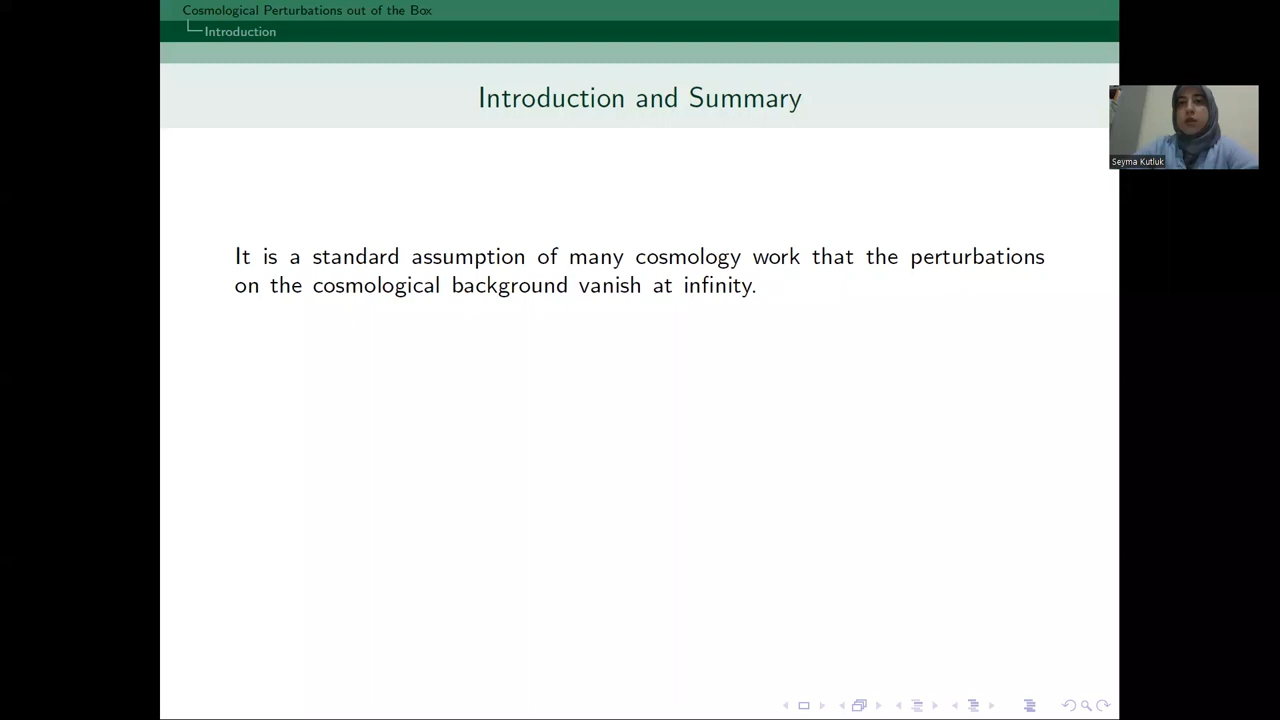 Cosmological Perturbations out of the Box
Introduction
Introduction and Summary
Seyma Kutluk
It is a standard assumption of many cosmology work that the perturbations
on the cosmological background vanish at infinity.